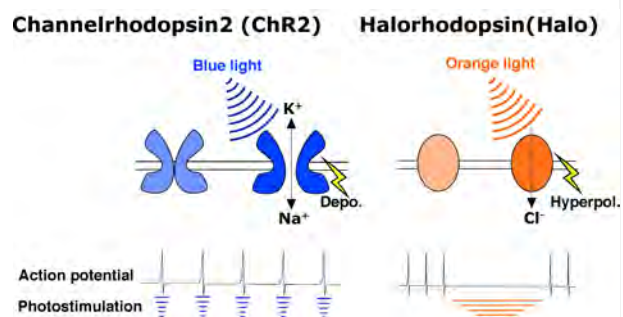 Channelrhodopsin2 (ChR2)
Halorhodopsin(Halo)
Blue light
Orange light
K⁺
Depo.
Na⁺
Hyperpol.
Cl⁻
Action potential
Photostimulation